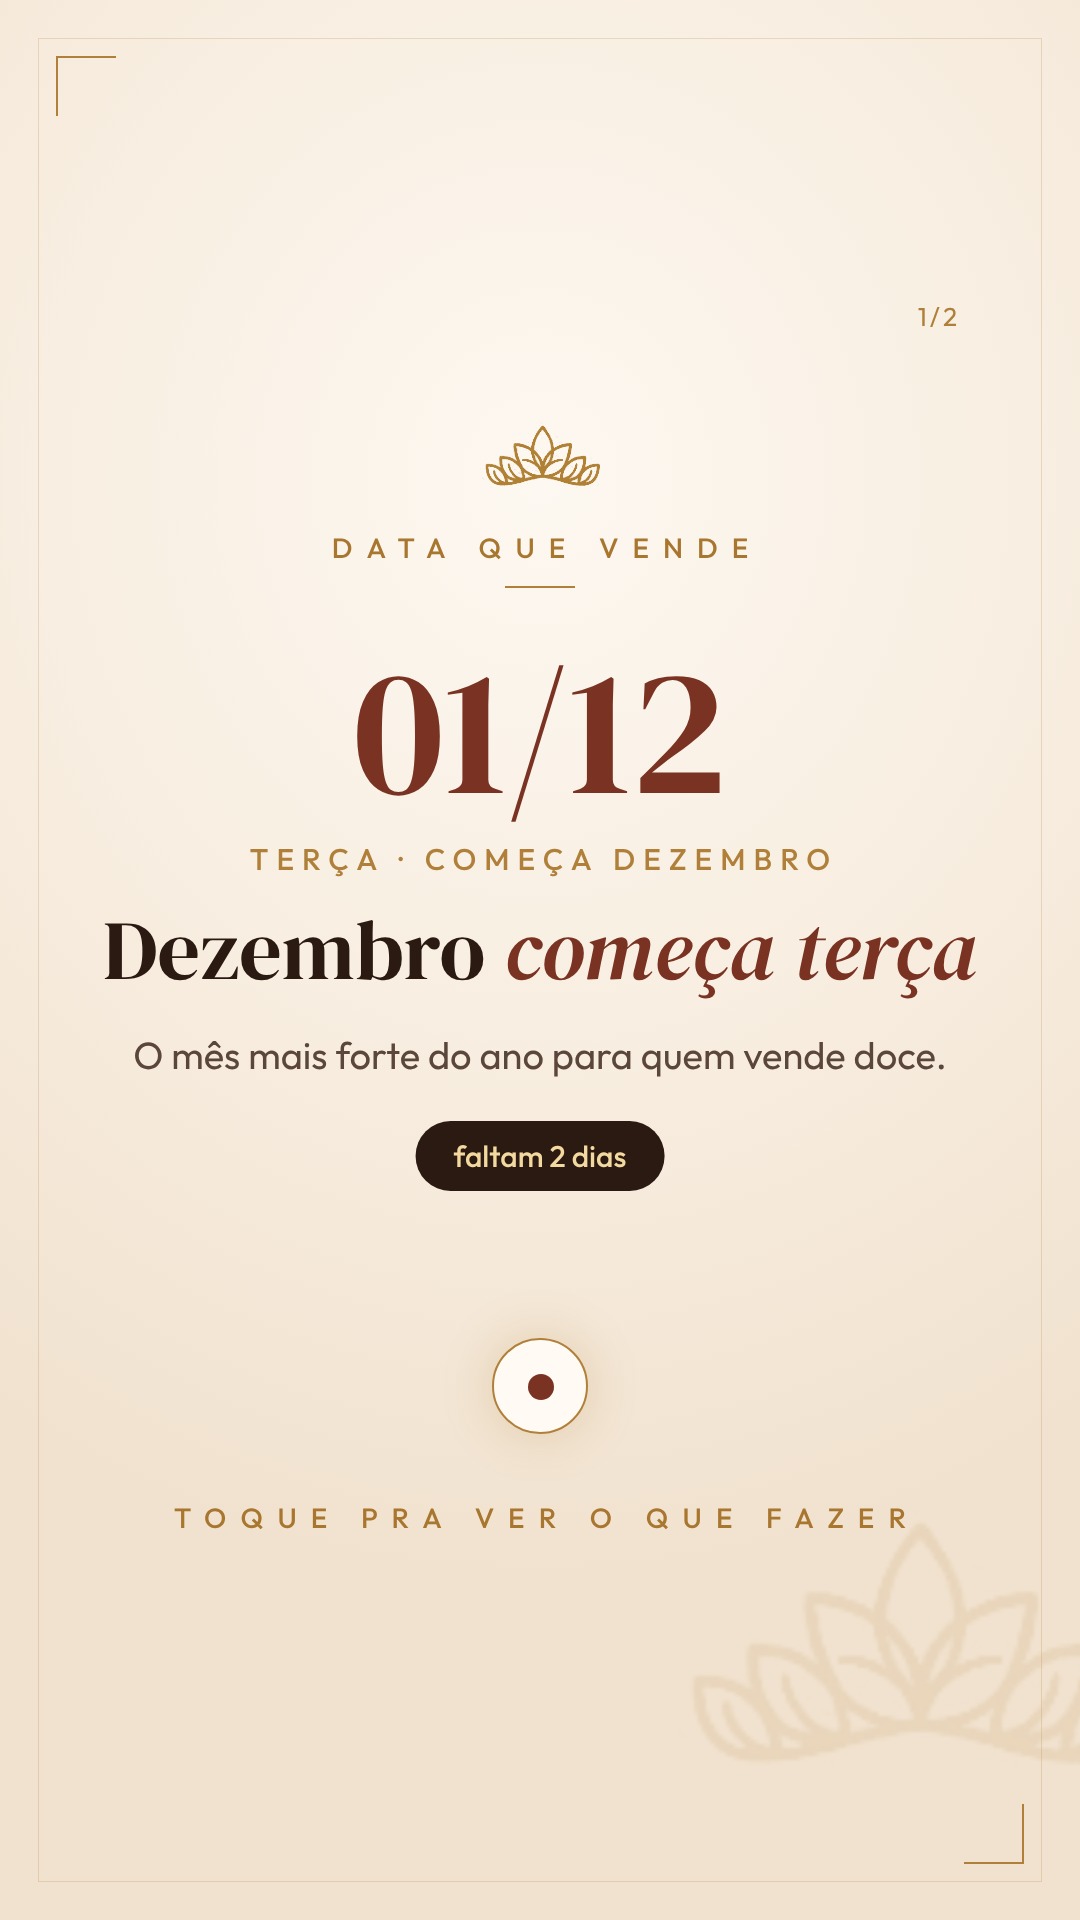 1/2
DATA QUE VENDE
01/12
TERÇA · COMEÇA DEZEMBRO
Dezembro começa terça
O mês mais forte do ano para quem vende doce.
faltam 2 dias
TOQUE PRA VER O QUE FAZER